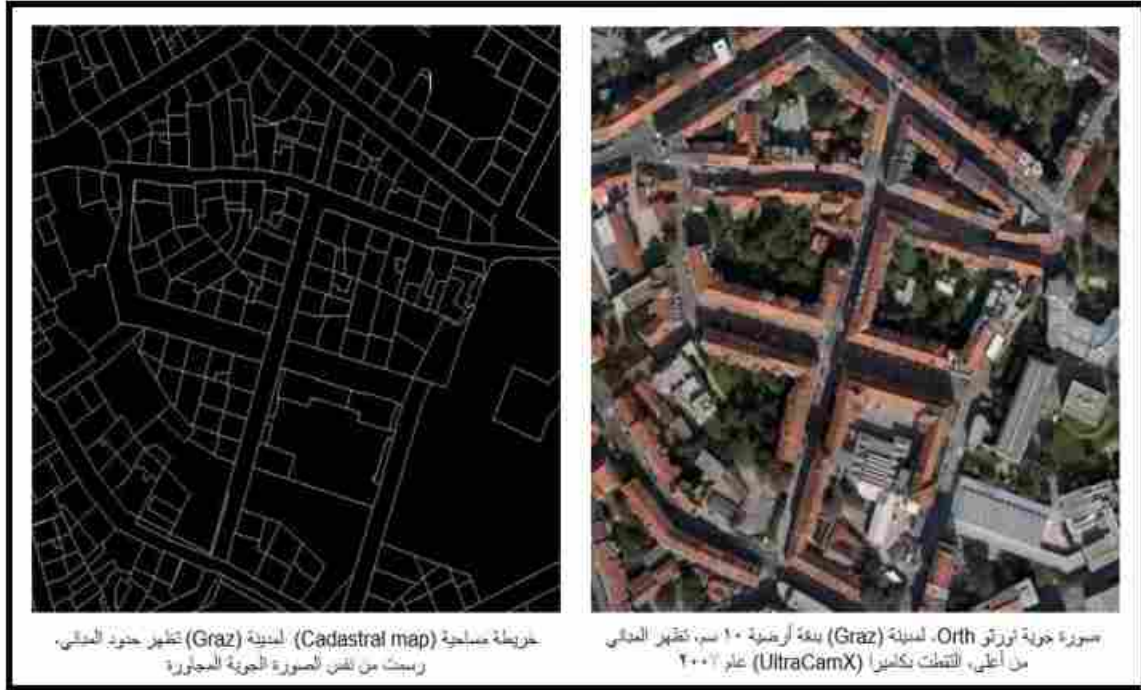 صورة جوية اورثو Orth، لمدينة (Graz) بدقة أرضية ١٠ سم، تظهر المباني
من أعلى، التقطت بكاميرا (UltraCamX) عام ٢٠٠٧
خريطة مساحية (Cadastral map) لمدينة (Graz) تظهر حدود المباني،
رسمت من نفس الصورة الجوية المجاورة